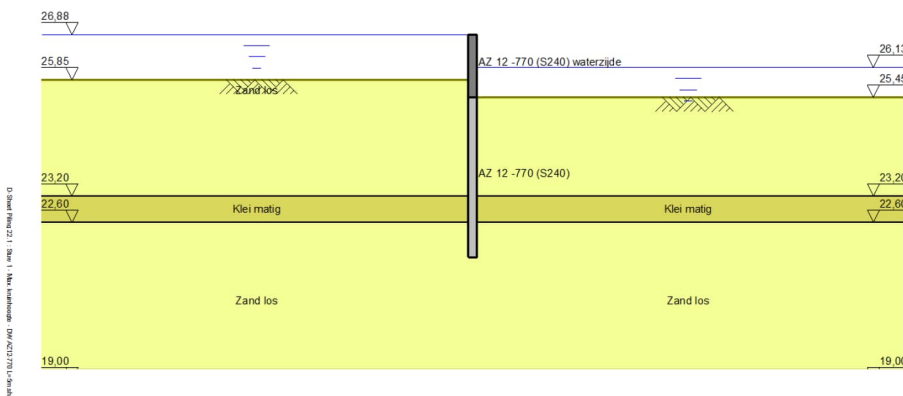 26,88
25,85
Zand los
AZ 12 -770 (S240) waterzijde
26,13
25,45
23,20
AZ 12 -770 (S240)
23,20
22,60
Klei matig
Klei matig
22,60
Zand los
Zand los
19,00
19,00